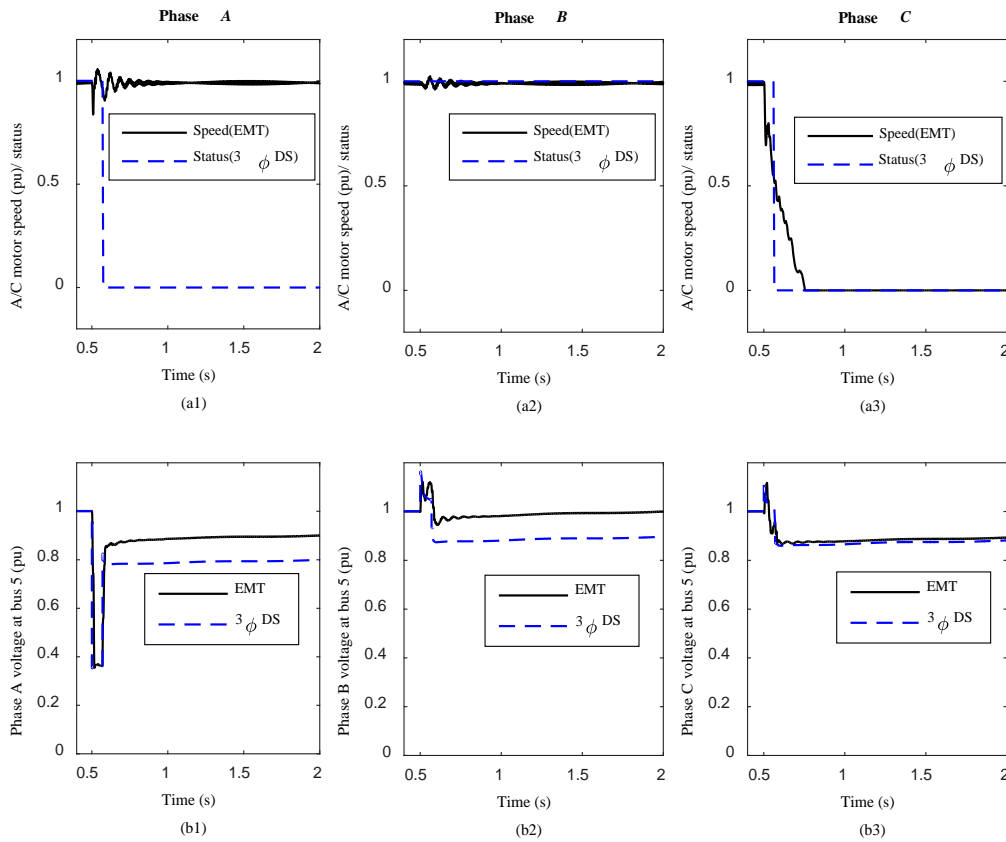 Phase A
Phase B
Phase C
A/C motor speed (pu)/ status
1
0.5
0
Speed(EMT)
Status(3 ϕ DS)
0.5 1 1.5 2
Time (s)
(a1)
A/C motor speed (pu)/ status
1
0.5
0
Speed(EMT)
Status(3 ϕ DS)
0.5 1 1.5 2
Time (s)
(a2)
A/C motor speed (pu)/ status
1
0.5
0
Speed(EMT)
Status(3 ϕ DS)
0.5 1 1.5 2
Time (s)
(a3)
Phase A voltage at bus 5 (pu)
1
0.8
0.6
0.4
0.2
0
EMT
3 ϕ DS
0.5 1 1.5 2
Time (s)
(b1)
Phase B voltage at bus 5 (pu)
1
0.8
0.6
0.4
0.2
0
EMT
3 ϕ DS
0.5 1 1.5 2
Time (s)
(b2)
Phase C voltage at bus 5 (pu)
1
0.8
0.6
0.4
0.2
0
EMT
3 ϕ DS
0.5 1 1.5 2
Time (s)
(b3)